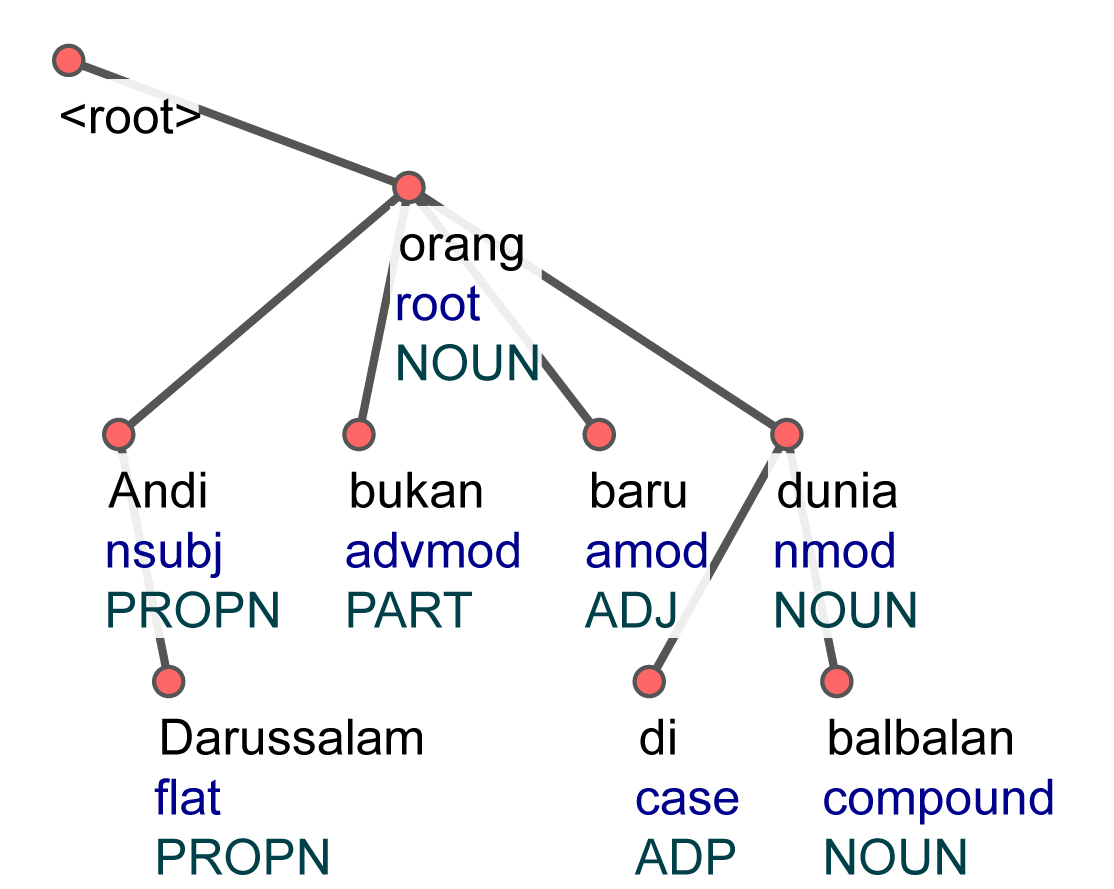 <root>
orang
root
NOUN
Andi
nsubj
PROPN
bukan
advmod
PART
baru
amod
ADJ
dunia
nmod
NOUN
Darussalam
flat
PROPN
di
case
ADP
balbalan
compound
NOUN